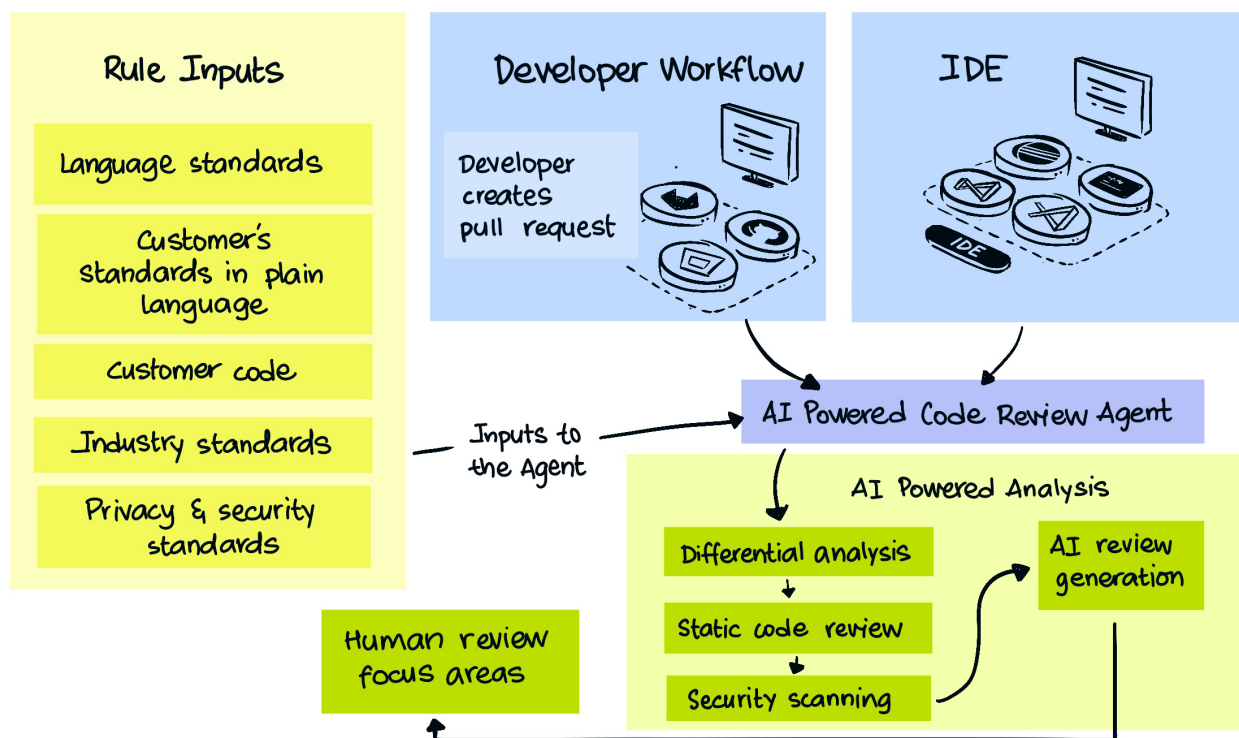 Rule Inputs
Language standards
Customer's
standards in plain
language
Customer code
Industry standards
Privacy & security
standards
Developer Workflow
Developer
creates
pull request
IDE
IDE
Inputs to
the Agent
AI Powered Code Review Agent
AI Powered Analysis
Differential analysis
Static code review
Security scanning
AI review
generation
Human review
focus areas